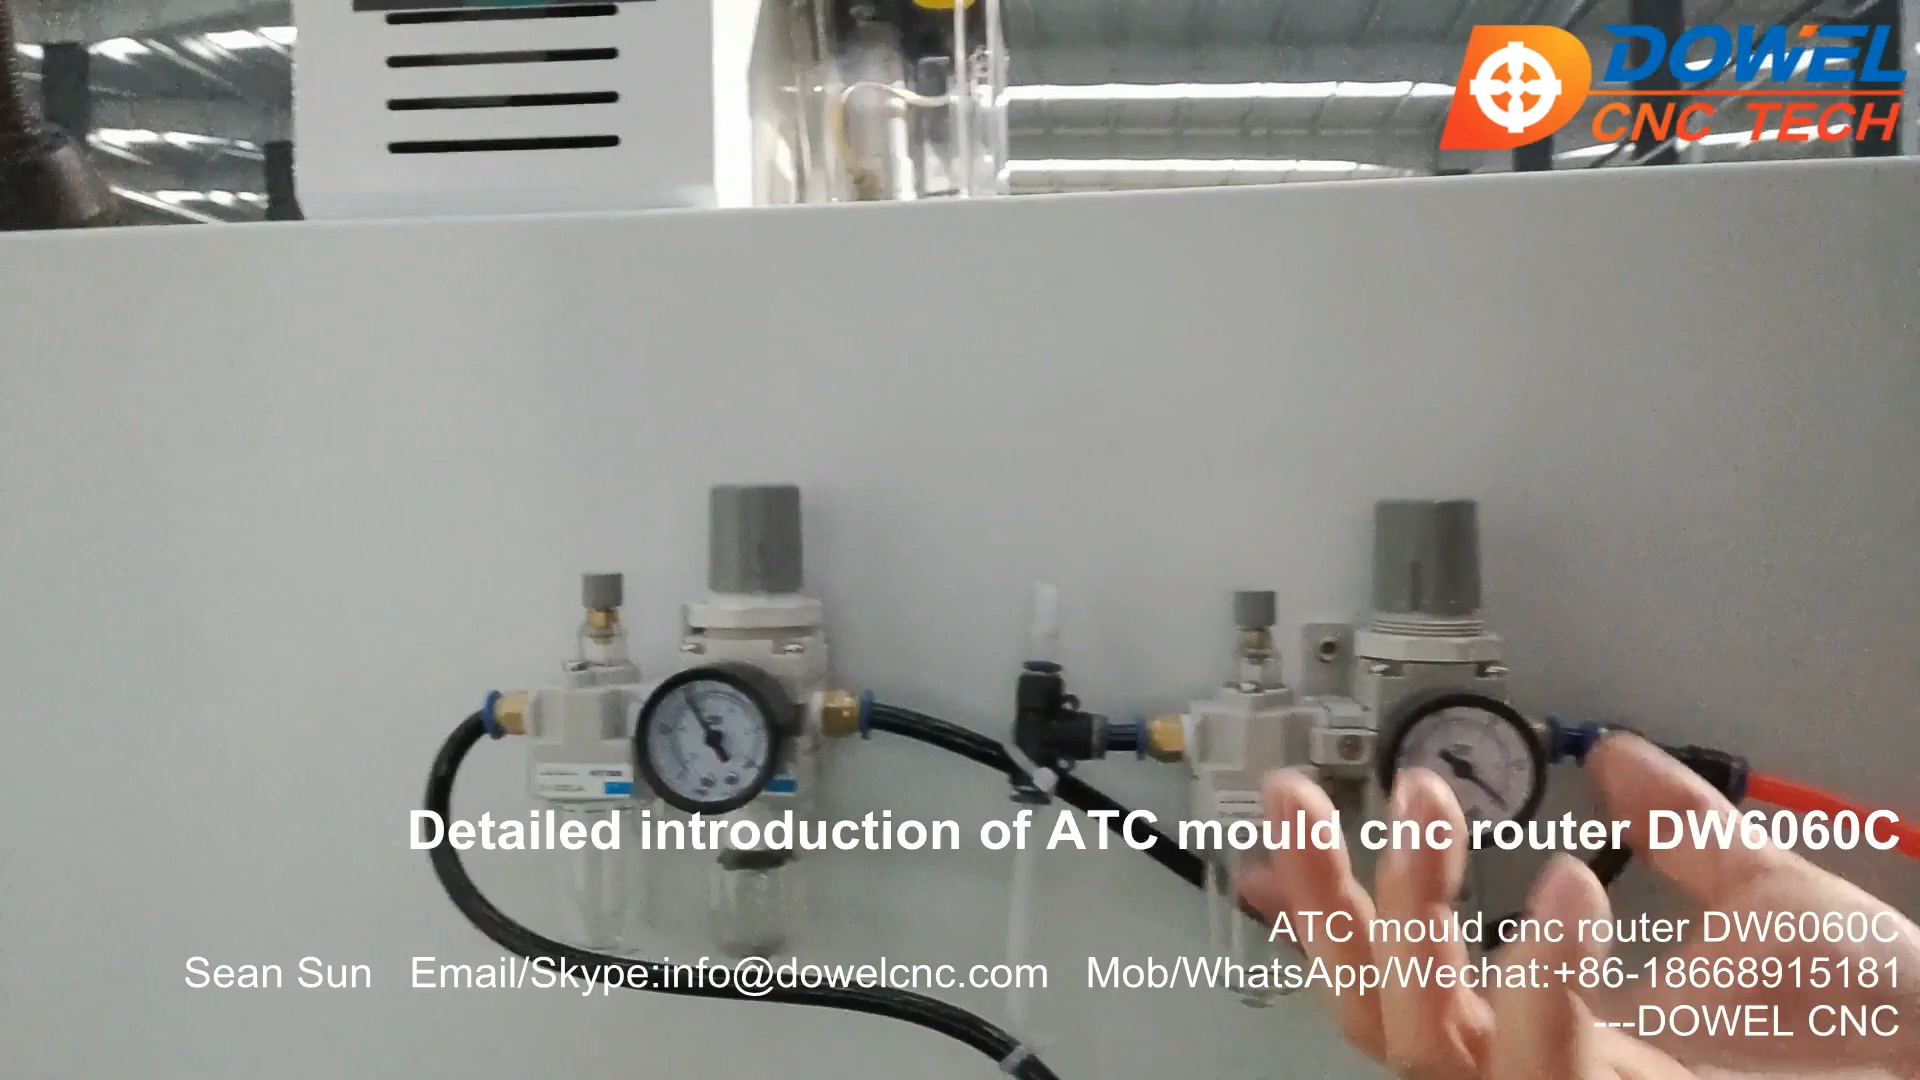 DOWEL
CNC TECH
Detailed introduction of ATC mould cnc router DW6060C
ATC mould cnc router DW6060C
Sean Sun Email/Skype:info@dowelcnc.com Mob/WhatsApp/Wechat:+86-18668915181
---DOWEL CNC